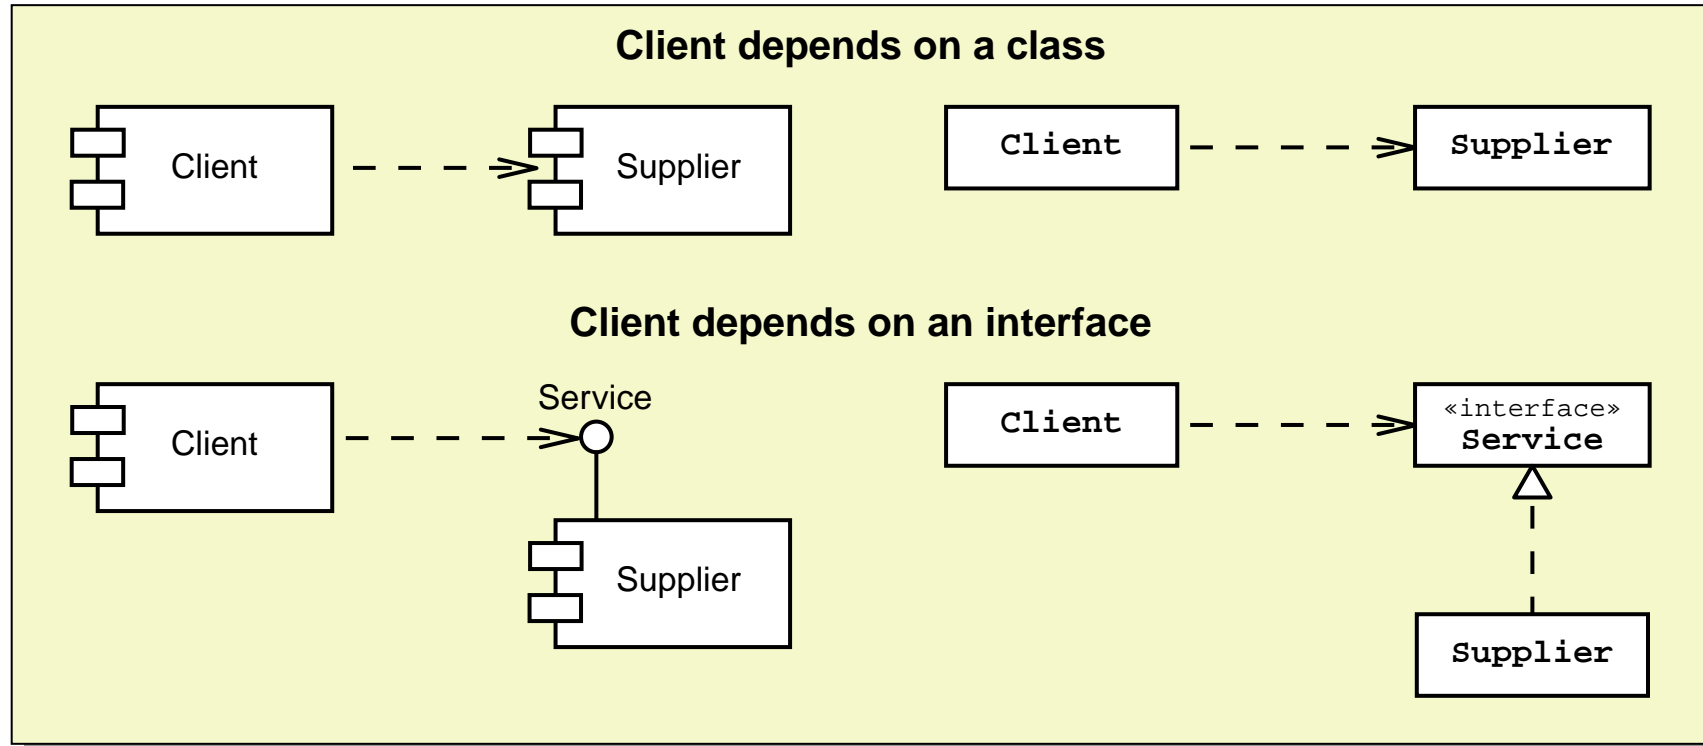 Client depends on a class
Client
Supplier
Client
Supplier
Client depends on an interface
Client
Service
Supplier
Client
«interface»
Service
Supplier